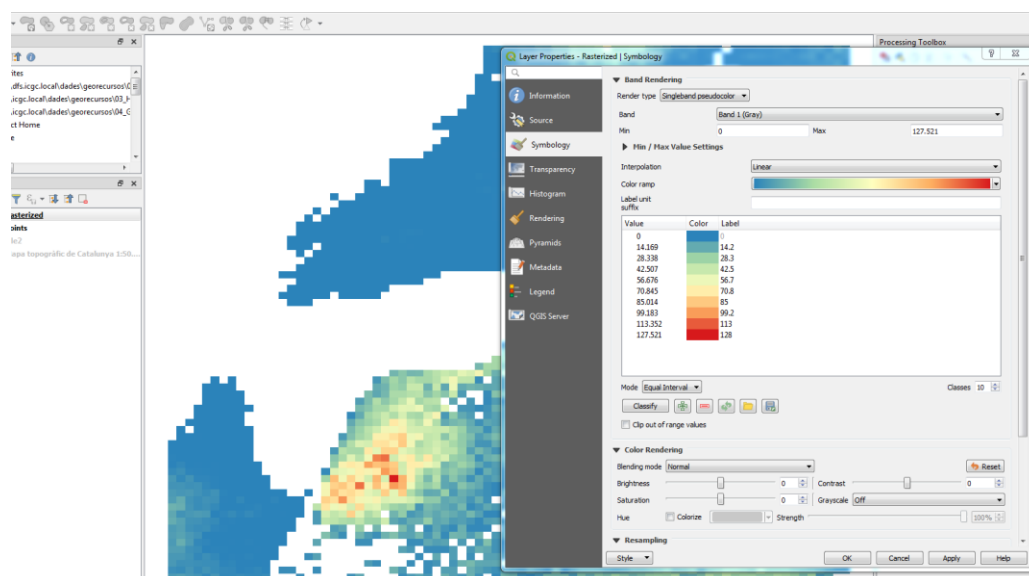 Processing Toolbox
Layer Properties - Rasterized | Symbology
.dfs.icgc.local\dades\georecursos\0
.icgc.local\dades\georecursos\03_H
.icgc.local\dades\georecursos\04_G
ct Home
asterized
oints
apa topogràfic de Catalunya 1:50....
Information
Source
Symbology
Transparency
Histogram
Rendering
Pyramids
Metadata
Legend
QGIS Server
Band Rendering
Render type Singleband pseudocolor
Band Band 1 (Gray)
Min 0 Max 127.521
Min / Max Value Settings
Interpolation Linear
Color ramp
Label unit
suffix
Value Color Label
0 0
14.169 14.2
28.338 28.3
42.507 42.5
56.676 56.7
70.845 70.8
85.014 85
99.183 99.2
113.352 113
127.521 128
Mode Equal Interval Classes 10
Classify
Clip out of range values
Color Rendering
Blending mode Normal Reset
Brightness 0 Contrast 0
Saturation 0 Grayscale Off
Hue Colorize Strength 100%
Resampling
Style OK Cancel Apply Help